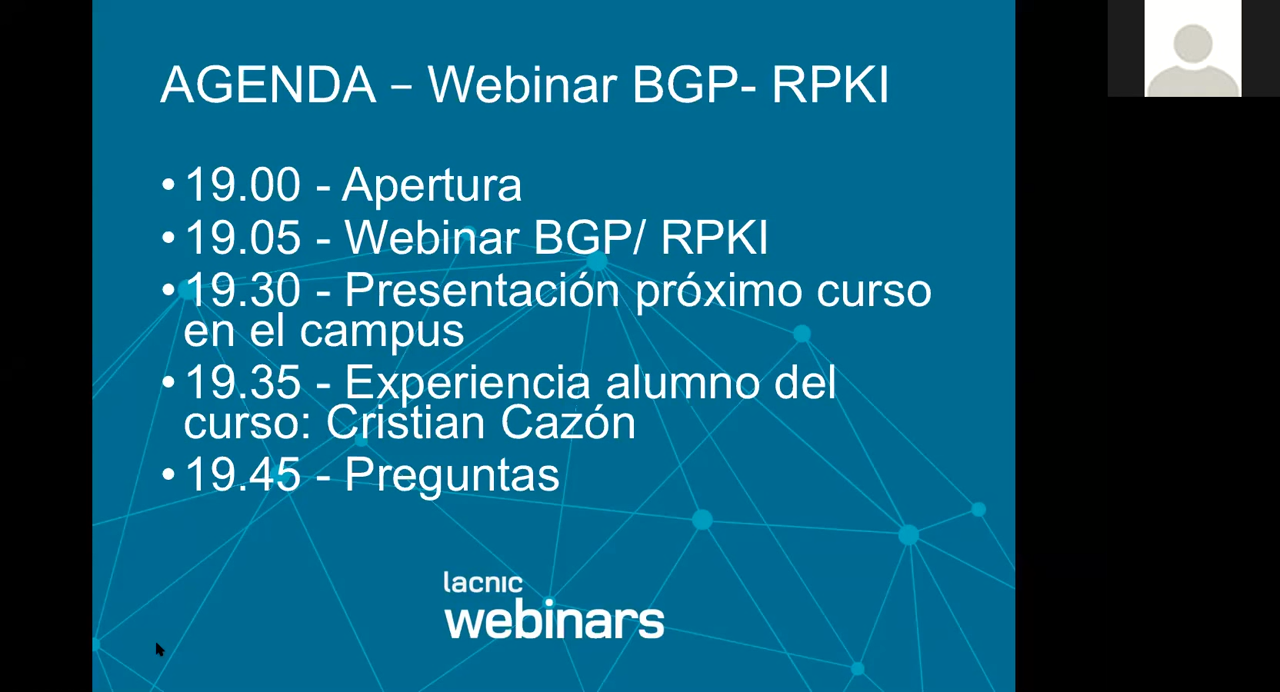 AGENDA – Webinar BGP- RPKI
•19.00 - Apertura
•19.05 - Webinar BGP/ RPKI
•19.30 - Presentación próximo curso
en el campus
•19.35 - Experiencia alumno del
curso: Cristian Cazón
•19.45 - Preguntas
lacnic
webinars